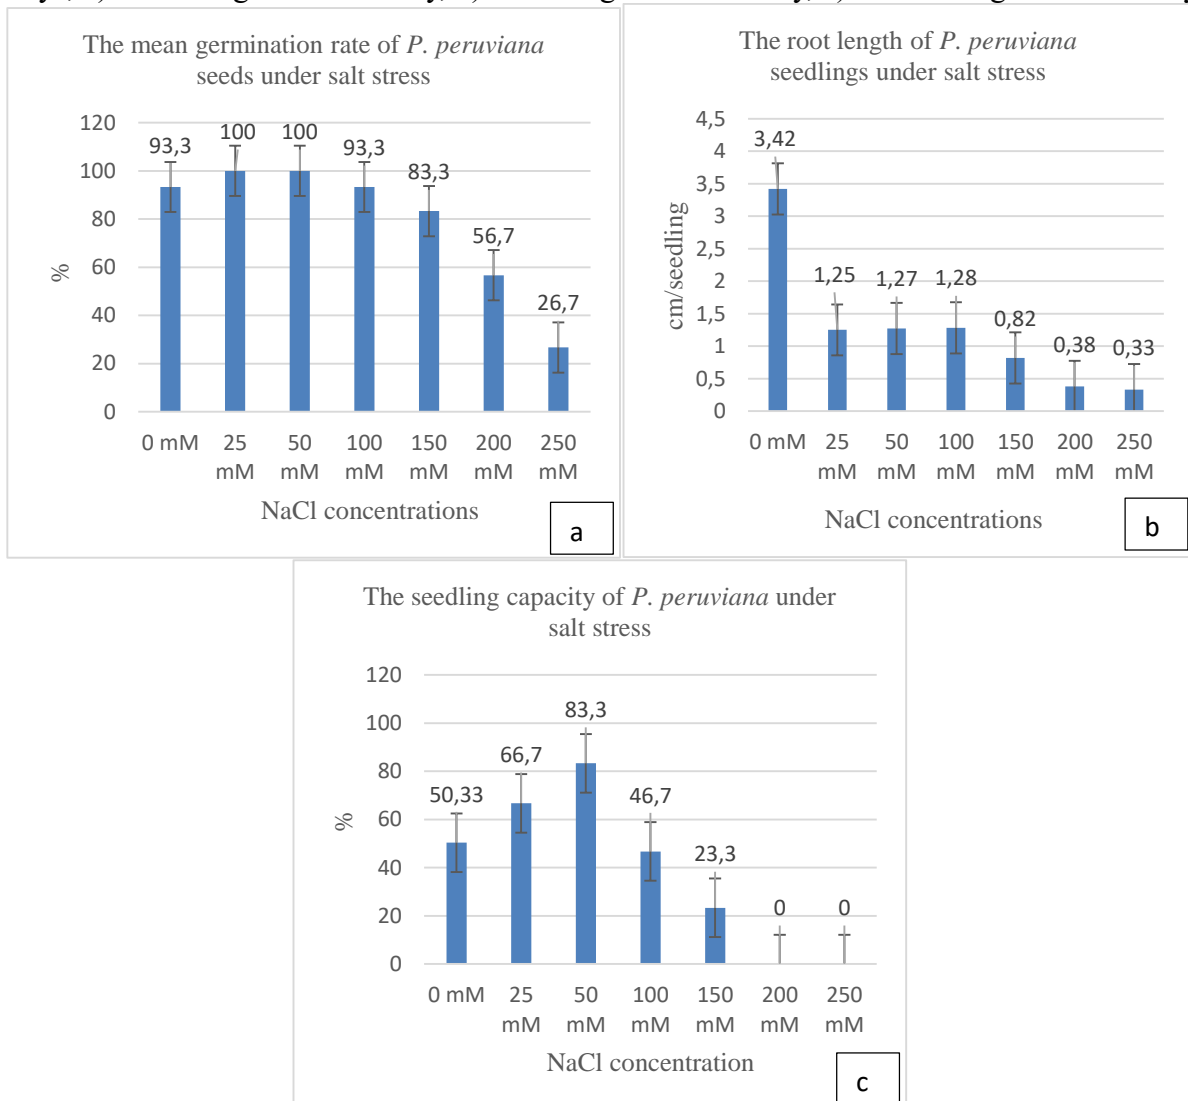 The mean germination rate of P. peruviana
seeds under salt stress
120
100
80
60
40
20
0
%
93,3
100
100
93,3
83,3
56,7
26,7
0 mM 25 50 100 150 200 250
mM mM mM mM mM mM
NaCl concentrations
a
The root length of P. peruviana
seedlings under salt stress
4,5
4
3,5
3
2,5
2
1,5
1
0,5
0
cm/seedling
3,42
1,25
1,27
1,28
0,82
0,38
0,33
0 mM 25 50 100 150 200 250
mM mM mM mM mM mM
NaCl concentrations
b
The seedling capacity of P. peruviana under
salt stress
120
100
80
60
40
20
0
%
50,33
66,7
83,3
46,7
23,3
0
0
0 mM 25 50 100 150 200 250
mM mM mM mM mM mM
NaCl concentration
c